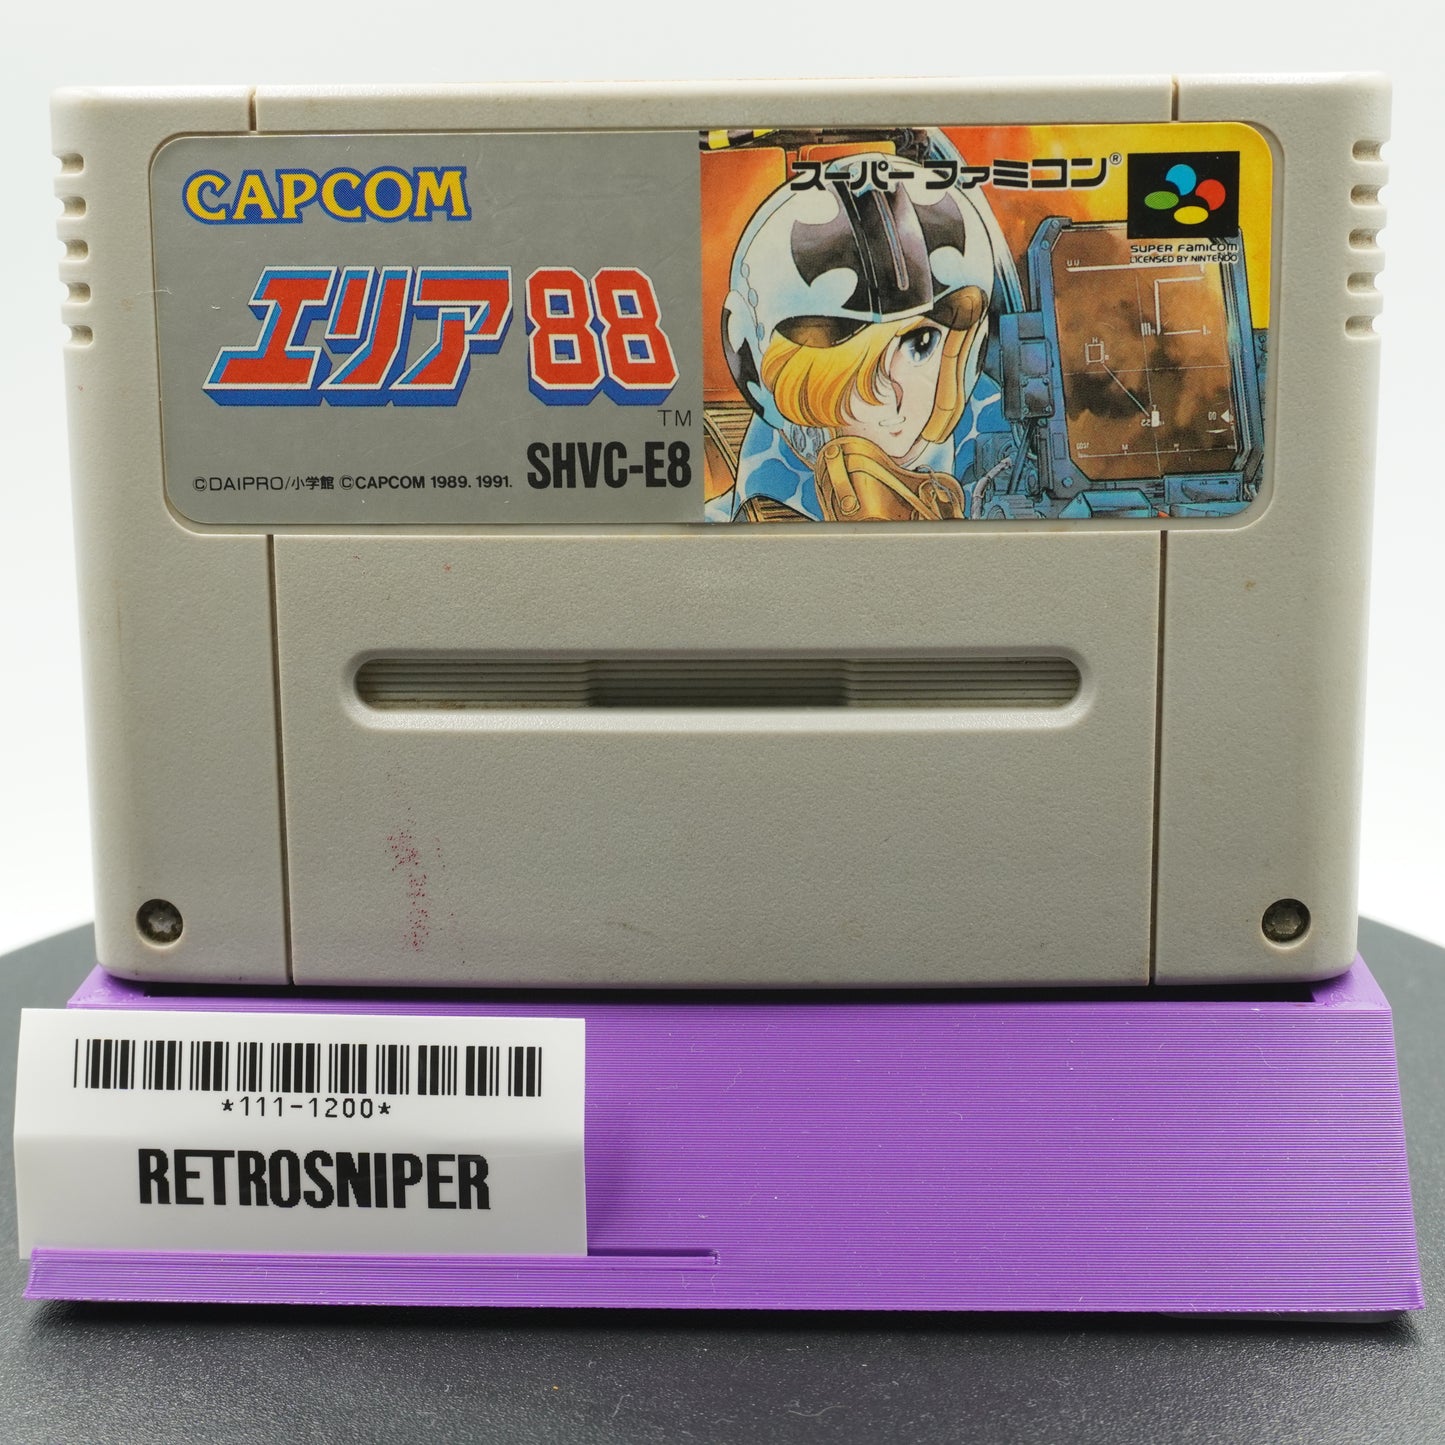 CAPCOM
エリア88
TM
SHVC-E8
©DAIPRO/小学館 ©CAPCOM 1989. 1991.
スーパーファミコン®
SUPER FAMICOM
LICENSED BY NINTENDO
*111-1200*
RETROSNIPER